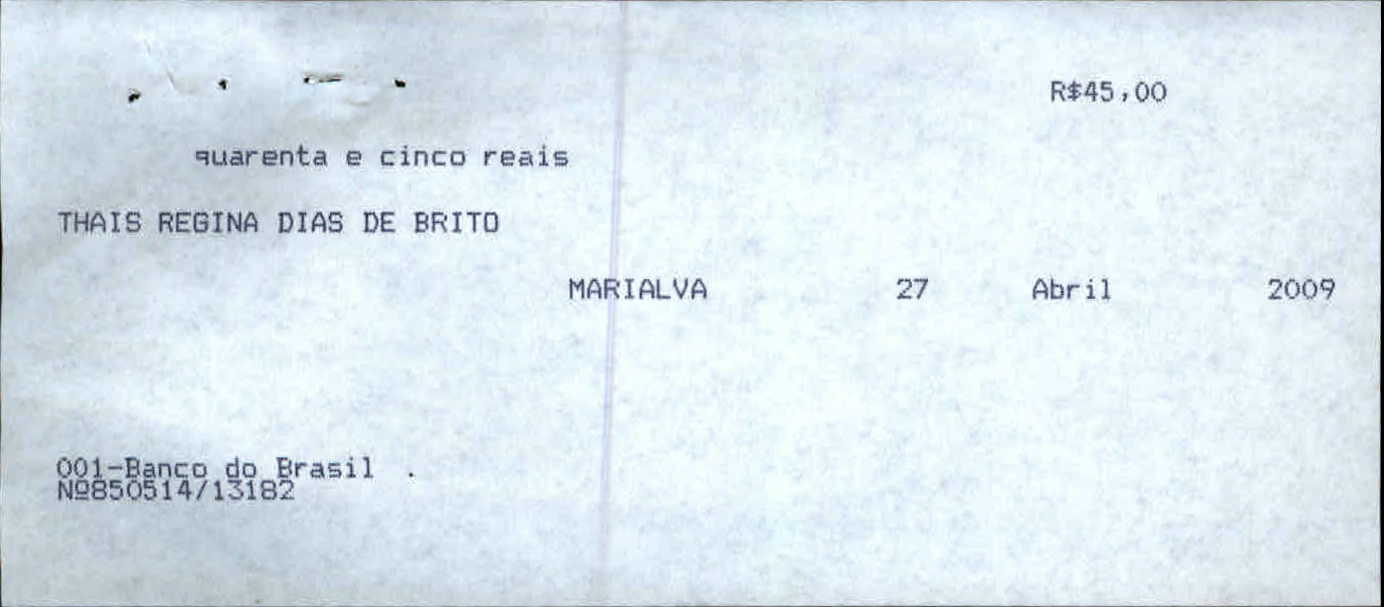 R$45,00
quarenta e cinco reais
THAIS REGINA DIAS DE BRITO
MARIALVA 27 Abril 2009
001-Banco do Brasil .
Nº850514/13182